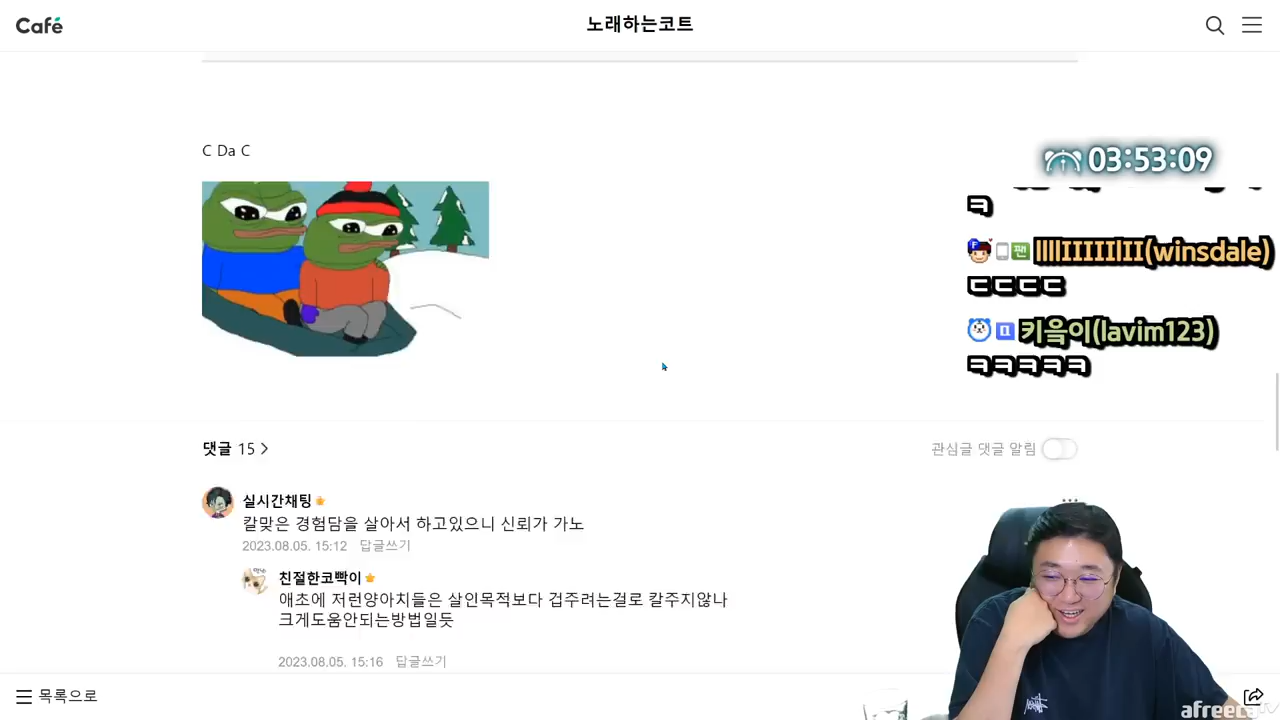 Café
노래하는코트
C Da C
03:53:09
ㅋ
llllIIIIIlII(winsdale)
ㄷㄷㄷㄷ
키읔이(lavim123)
ㅋㅋㅋㅋㅋ
댓글 15
관심글 댓글 알림
실시간채팅
칼맞은 경험담을 살아서 하고있으니 신뢰가 가노
2023.08.05. 15:12 답글쓰기
친절한코빡이
애초에 저런양아치들은 살인목적보다 겁주려는걸로 칼주지않나
크게도움안되는방법일듯
2023.08.05. 15:16 답글쓰기
목록으로
afreecaTV